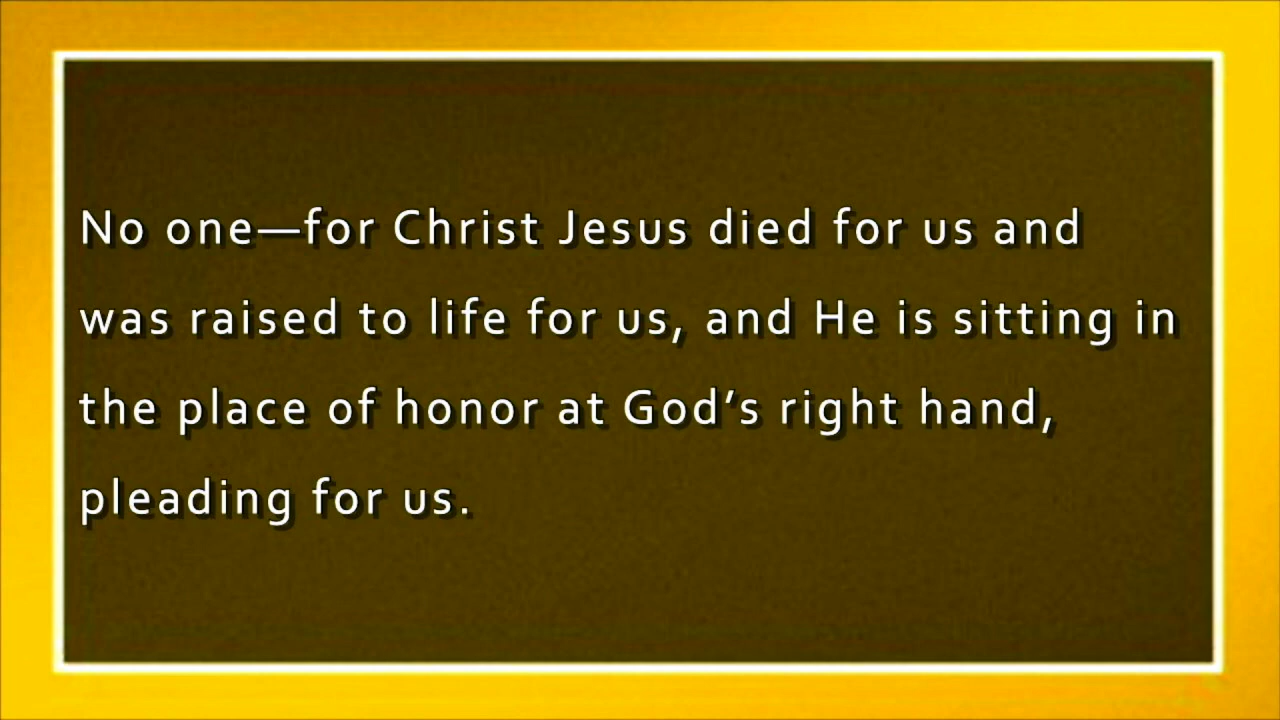 No one—for Christ Jesus died for us and
was raised to life for us, and He is sitting in
the place of honor at God’s right hand,
pleading for us.